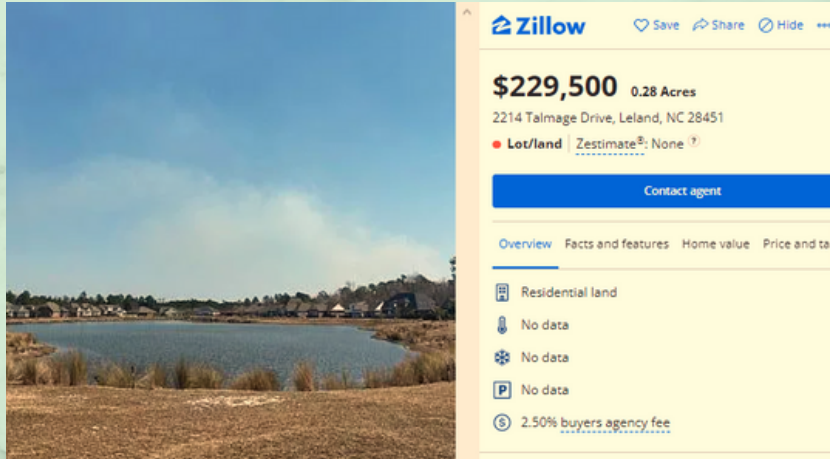 Zillow
Save Share Hide
$229,500 0.28 Acres
2214 Talmage Drive, Leland, NC 28451
Lot/land Zestimate®: None ?
Contact agent
Overview Facts and features Home value Price and ta
P
No data
Residential land
No data
No data
$ 2.50% buyers agency fee